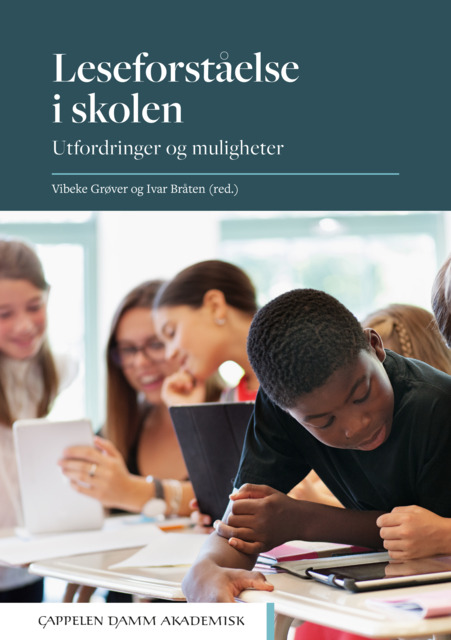 Leseforståelse
i skolen
Utfordringer og muligheter
Vibeke Grøver og Ivar Bråten (red.)
CAPPELEN DAMM AKADEMISK